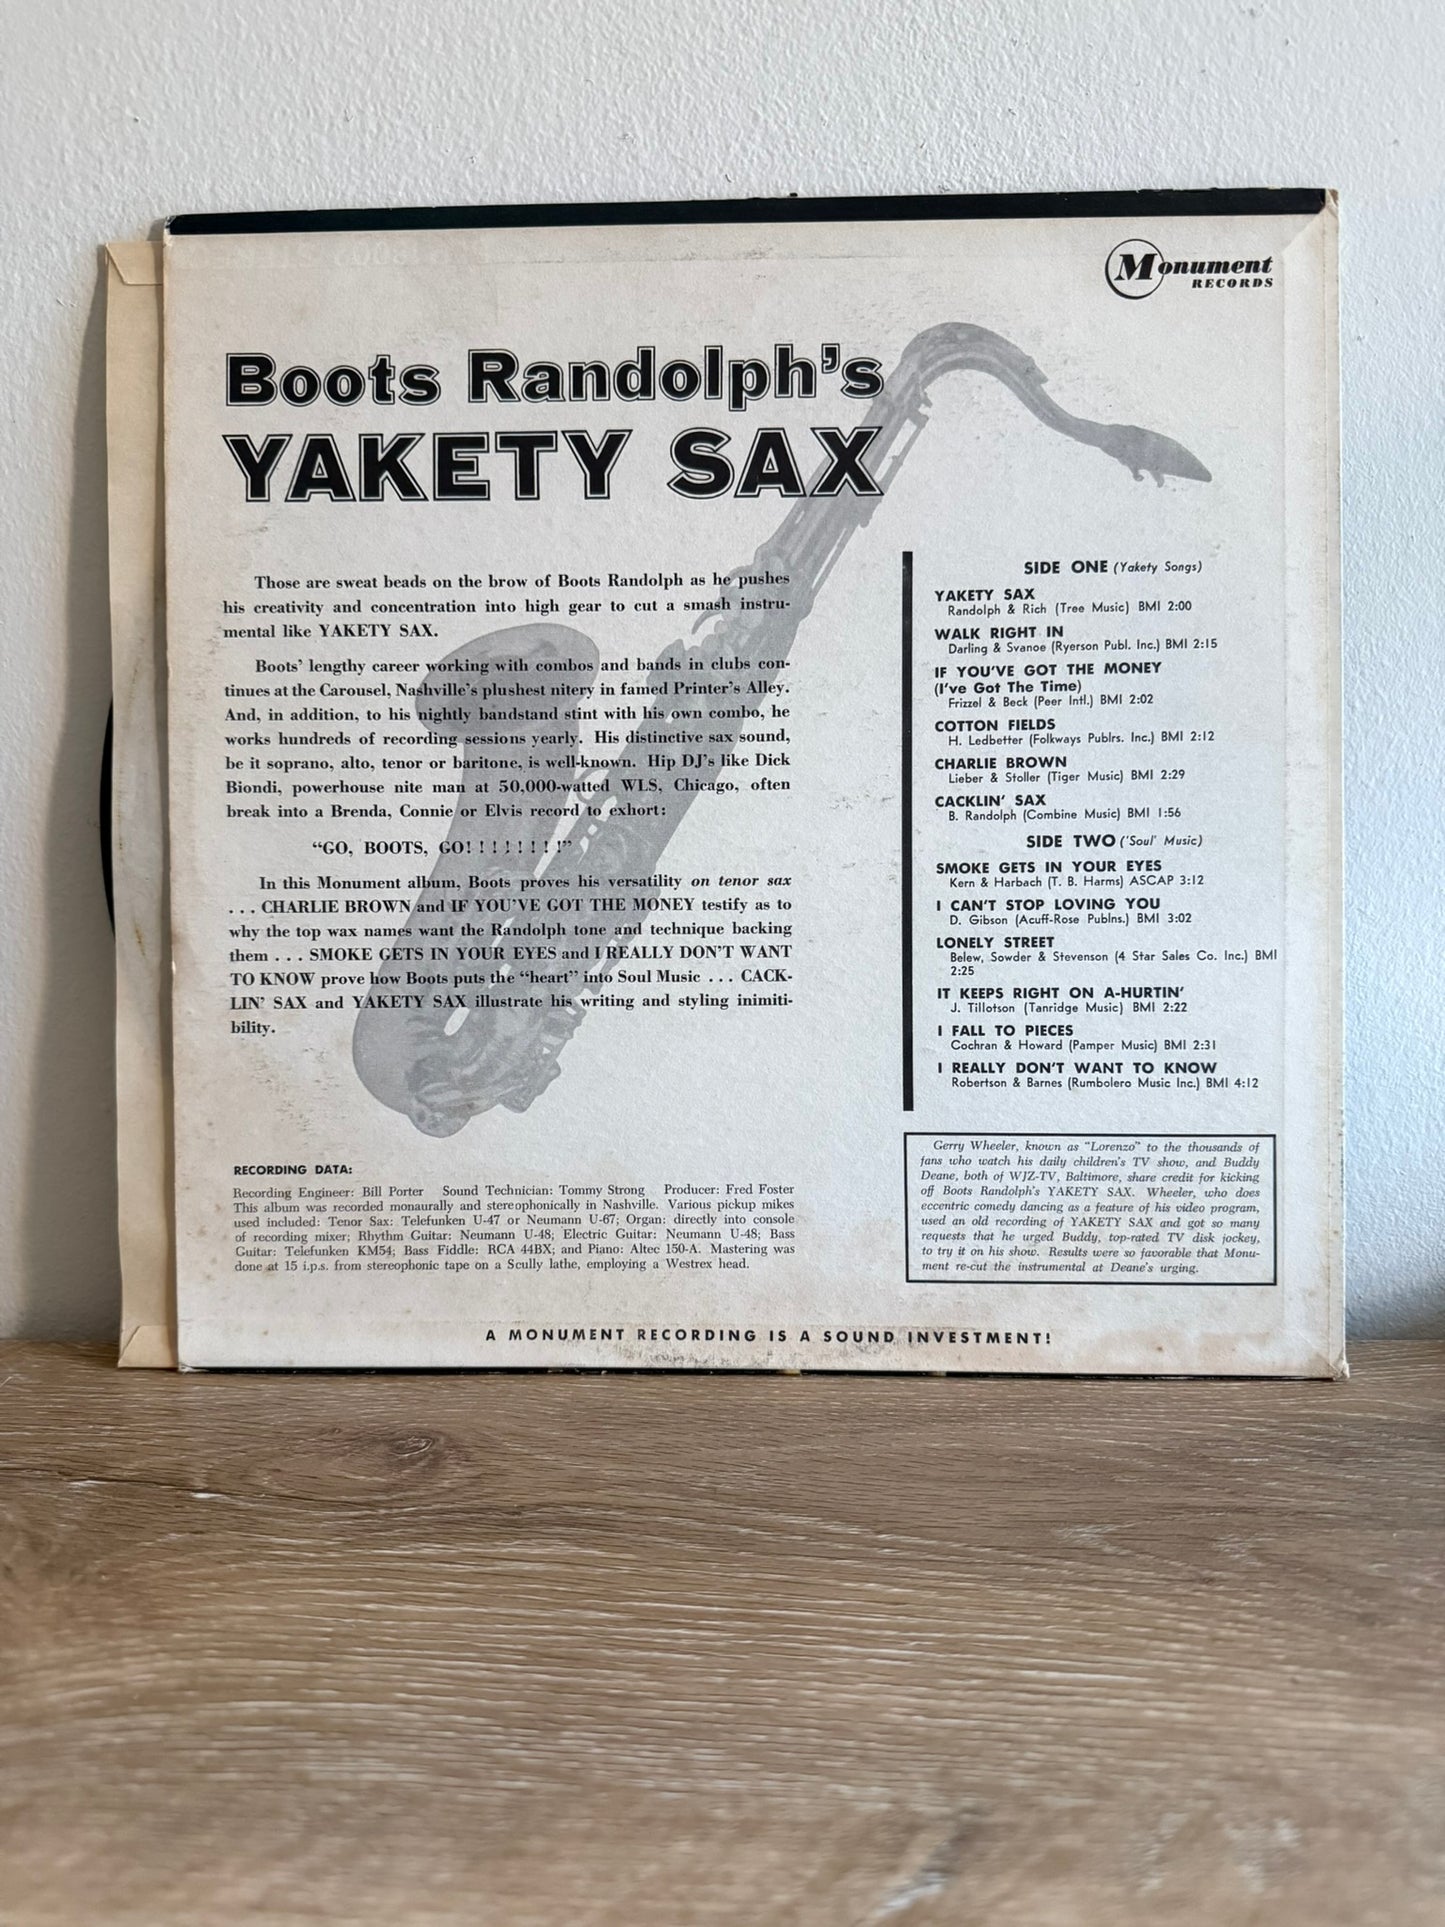 Monument
RECORDS
Boots Randolph's
YAKETY SAX
Those are sweat beads on the brow of Boots Randolph as he pushes
his creativity and concentration into high gear to cut a smash instru-
mental like YAKETY SAX.
Boots' lengthy career working with combos and bands in clubs con-
tinues at the Carousel, Nashville's plushest nitery in famed Printer's Alley.
And, in addition, to his nightly bandstand stint with his own combo, he
works hundreds of recording sessions yearly. His distinctive sax sound,
be it soprano, alto, tenor or baritone, is well-known. Hip DJ's like Dick
Biondi, powerhouse nite man at 50,000-watted WLS, Chicago, often
break into a Brenda, Connie or Elvis record to exhort:
"GO, BOOTS, GO! ! ! ! ! ! ! !"
In this Monument album, Boots proves his versatility on tenor sax
. . . CHARLIE BROWN and IF YOU'VE GOT THE MONEY testify as to
why the top wax names want the Randolph tone and technique backing
them . . . SMOKE GETS IN YOUR EYES and I REALLY DON'T WANT
TO KNOW prove how Boots puts the "heart" into Soul Music . . . CACK-
LIN' SAX and YAKETY SAX illustrate his writing and styling inimiti-
bility.
RECORDING DATA:
Recording Engineer: Bill Porter Sound Technician: Tommy Strong Producer: Fred Foster
This album was recorded monaurally and stereophonically in Nashville. Various pickup mikes
used included: Tenor Sax: Telefunken U-47 or Neumann U-67; Organ: directly into console
of recording mixer; Rhythm Guitar: Neumann U-48; Electric Guitar: Neumann U-48; Bass
Guitar: Telefunken KM54; Bass Fiddle: RCA 44BX; and Piano: Altec 150-A. Mastering was
done at 15 i.p.s. from stereophonic tape on a Scully lathe, employing a Westrex head.
SIDE ONE (Yakety Songs)
YAKETY SAX
Randolph & Rich (Tree Music) BMI 2:00
WALK RIGHT IN
Darling & Svanoe (Ryerson Publ. Inc.) BMI 2:15
IF YOU'VE GOT THE MONEY
(I've Got The Time)
Frizzel & Beck (Peer Intl.) BMI 2:02
COTTON FIELDS
H. Ledbetter (Folkways Publrs. Inc.) BMI 2:12
CHARLIE BROWN
Lieber & Stoller (Tiger Music) BMI 2:29
CACKLIN' SAX
B. Randolph (Combine Music) BMI 1:56
SIDE TWO ('Soul' Music)
SMOKE GETS IN YOUR EYES
Kern & Harbach (T. B. Harms) ASCAP 3:12
I CAN'T STOP LOVING YOU
D. Gibson (Acuff-Rose Publns.) BMI 3:02
LONELY STREET
Belew, Sowder & Stevenson (4 Star Sales Co. Inc.) BMI
2:25
IT KEEPS RIGHT ON A-HURTIN'
J. Tillotson (Tanridge Music) BMI 2:22
I FALL TO PIECES
Cochran & Howard (Pamper Music) BMI 2:31
I REALLY DON'T WANT TO KNOW
Robertson & Barnes (Rumbolero Music Inc.) BMI 4:12
Gerry Wheeler, known as "Lorenzo" to the thousands of
fans who watch his daily children's TV show, and Buddy
Deane, both of WJZ-TV, Baltimore, share credit for kicking
off Boots Randolph's YAKETY SAX. Wheeler, who does
eccentric comedy dancing as a feature of his video program,
used an old recording of YAKETY SAX and got so many
requests that he urged Buddy, top-rated TV disk jockey,
to try it on his show. Results were so favorable that Monu-
ment re-cut the instrumental at Deane's urging.
A MONUMENT RECORDING IS A SOUND INVESTMENT!